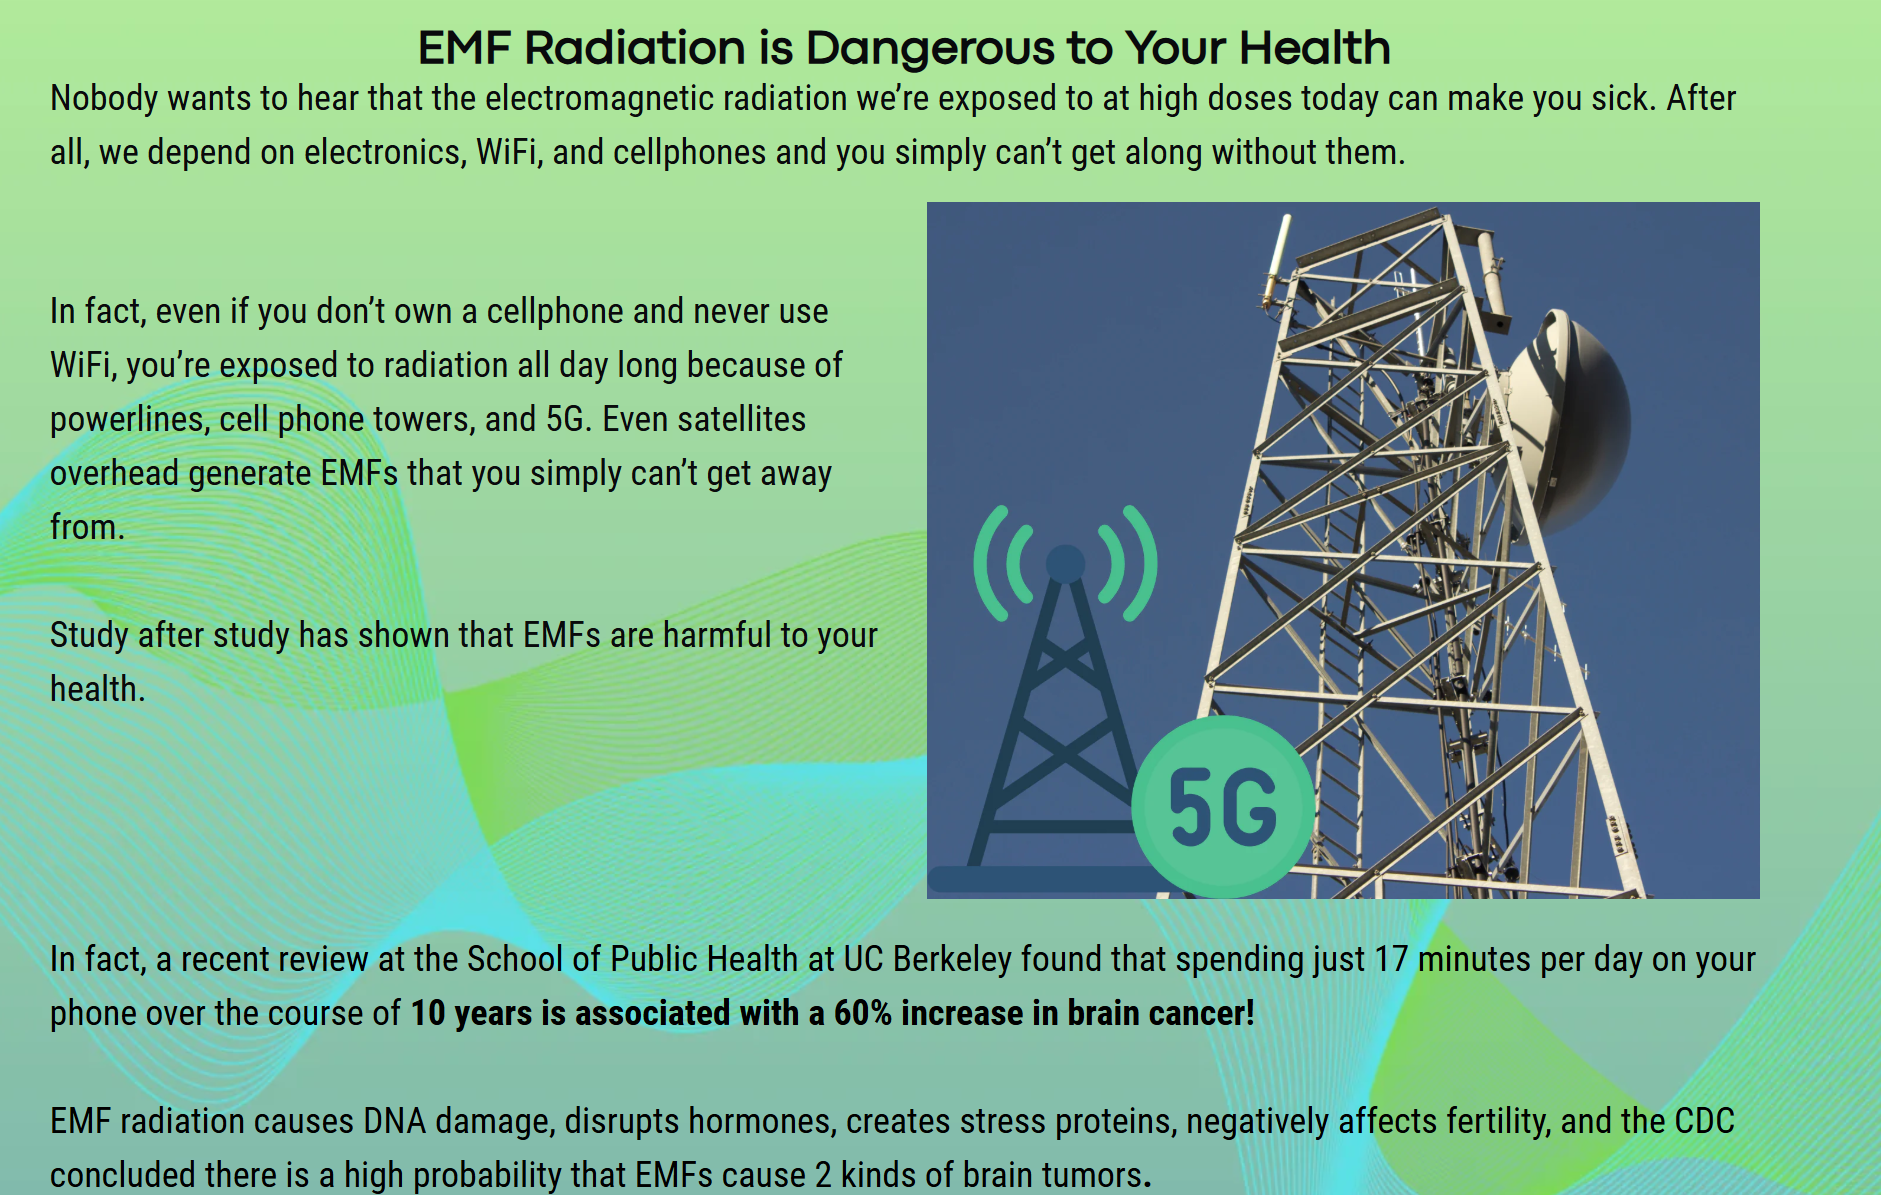 EMF Radiation is Dangerous to Your Health
Nobody wants to hear that the electromagnetic radiation we’re exposed to at high doses today can make you sick. After
all, we depend on electronics, WiFi, and cellphones and you simply can’t get along without them.
In fact, even if you don’t own a cellphone and never use
WiFi, you’re exposed to radiation all day long because of
powerlines, cell phone towers, and 5G. Even satellites
overhead generate EMFs that you simply can’t get away
from.
Study after study has shown that EMFs are harmful to your
health.
5G
In fact, a recent review at the School of Public Health at UC Berkeley found that spending just 17 minutes per day on your
phone over the course of 10 years is associated with a 60% increase in brain cancer!
EMF radiation causes DNA damage, disrupts hormones, creates stress proteins, negatively affects fertility, and the CDC
concluded there is a high probability that EMFs cause 2 kinds of brain tumors.